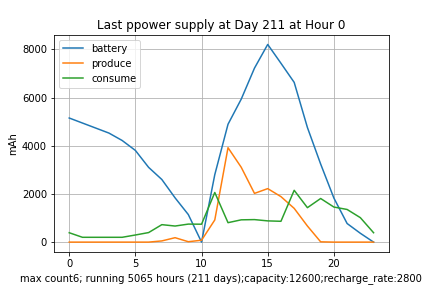 Last ppower supply at Day 211 at Hour 0
battery
produce
consume
8000
6000
4000
2000
0
mAh
0 5 10 15 20
max count6; running 5065 hours (211 days);capacity:12600;recharge_rate:2800